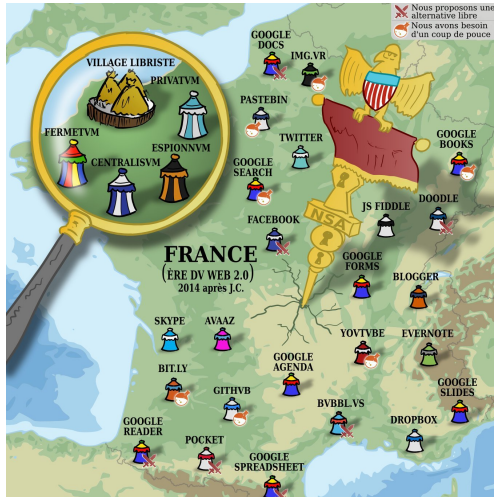 Nous proposons une
alternative libre
Nous avons besoin
d'un coup de pouce
GOOGLE
DOCS
IMG.VR
VILLAGE LIBRISTE
PRIVATVM
PASTEBIN
FERMETVM
ESPIONNVM
CENTRALISVM
TWITTER
GOOGLE
BOOKS
GOOGLE
SEARCH
JS FIDDLE
DOODLE
NSA
FACEBOOK
FRANCE
(ÈRE DV WEB 2.0)
2014 après J.C.
GOOGLE
FORMS
BLOGGER
SKYPE
AVAAZ
YOVTVBE
EVERNOTE
GOOGLE
AGENDA
BIT.LY
GITHVB
GOOGLE
SLIDES
BVBBL.VS
DROPBOX
GOOGLE
READER
POCKET
GOOGLE
SPREADSHEET